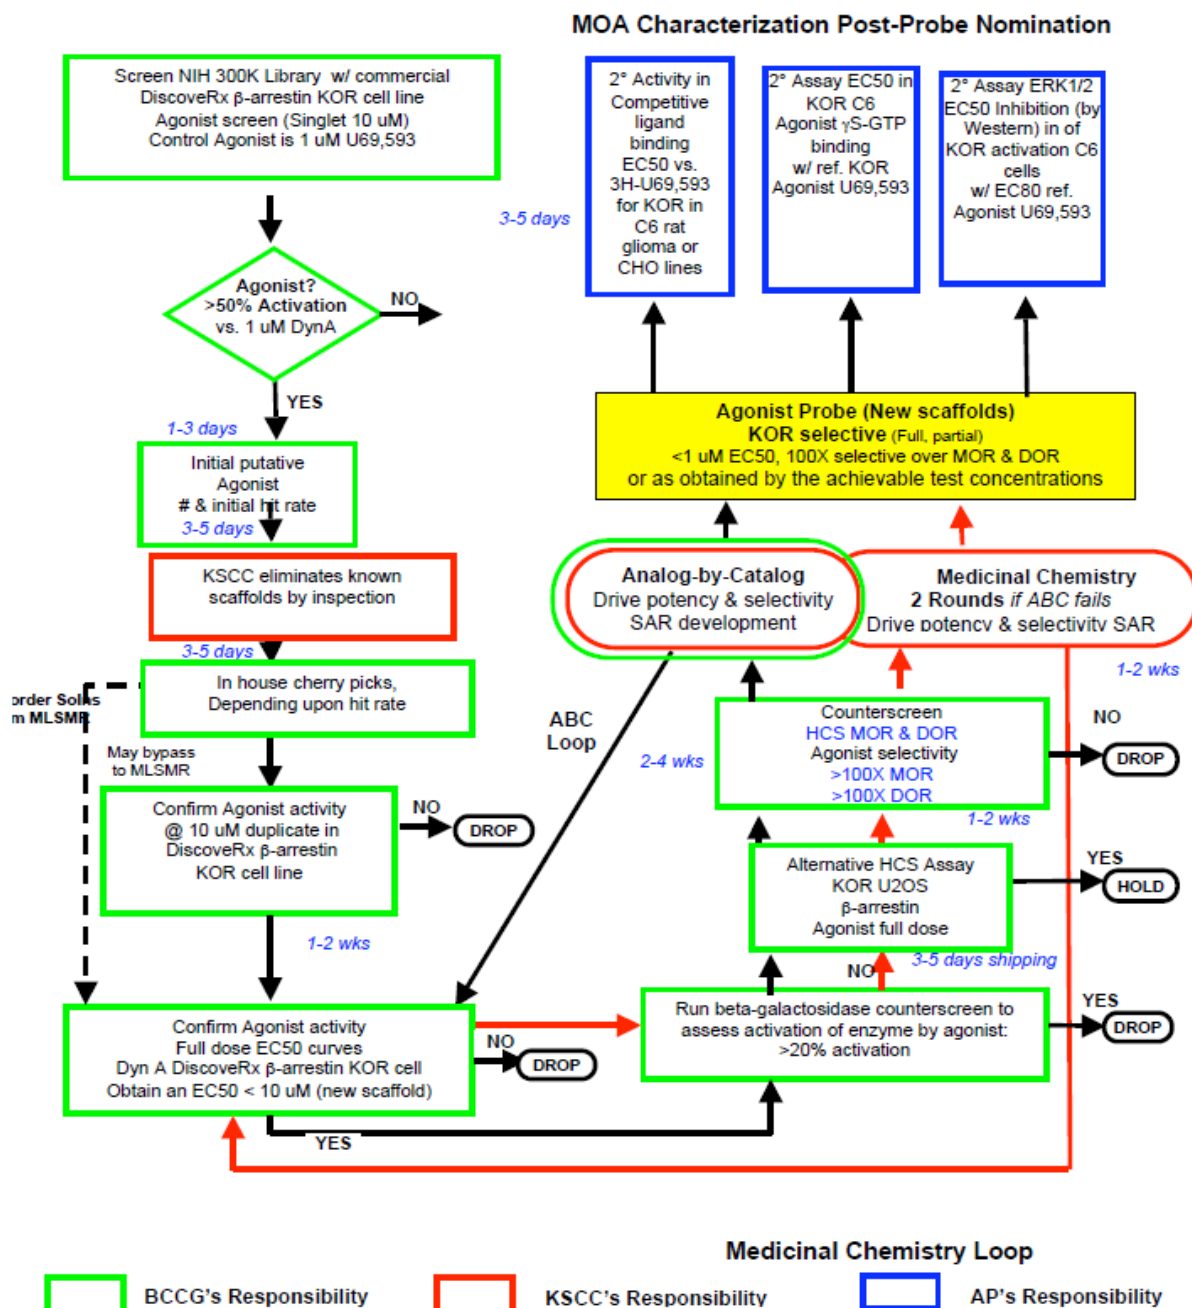 MOA Characterization Post-Probe Nomination
Screen NIH 300K Library w/ commercial
DiscoveRx β-arrestin KOR cell line
Agonist screen (Singlet 10 uM)
Control Agonist is 1 uM U69,593
Agonist?
>50% Activation
vs. 1 uM DynA
NO
YES
1-3 days
Initial putative
Agonist
# & initial hit rate
3-5 days
KSCC eliminates known
scaffolds by inspection
3-5 days
In house cherry picks,
Depending upon hit rate
order Solns
m MLSMR
May bypass
to MLSMR
Confirm Agonist activity
@ 10 uM duplicate in
DiscoveRx β-arrestin
KOR cell line
NO
DROP
1-2 wks
Confirm Agonist activity
Full dose EC50 curves
Dyn A DiscoveRx β-arrestin KOR cell
Obtain an EC50 < 10 uM (new scaffold)
NO
DROP
YES
2° Activity in
Competitive
ligand
binding
EC50 vs.
3H-U69,593
for KOR in
C6 rat
glioma or
CHO lines
3-5 days
2° Assay EC50 in
KOR C6
Agonist γS-GTP
binding
w/ ref. KOR
Agonist U69,593
2° Assay ERK1/2
EC50 Inhibition (by
Western) in of
KOR activation C6
cells
w/ EC80 ref.
Agonist U69,593
Agonist Probe (New scaffolds)
KOR selective (Full, partial)
<1 uM EC50, 100X selective over MOR & DOR
or as obtained by the achievable test concentrations
Analog-by-Catalog
Drive potency & selectivity
SAR development
Medicinal Chemistry
2 Rounds if ABC fails
Drive potency & selectivity SAR
1-2 wks
ABC
Loop
2-4 wks
Counterscreen
HCS MOR & DOR
Agonist selectivity
>100X MOR
>100X DOR
NO
DROP
1-2 wks
Alternative HCS Assay
KOR U2OS
β-arrestin
Agonist full dose
YES
HOLD
3-5 days shipping
NO
Run beta-galactosidase counterscreen to
assess activation of enzyme by agonist:
>20% activation
YES
DROP
Medicinal Chemistry Loop
BCCG's Responsibility
KSCC's Responsibility
AP's Responsibility